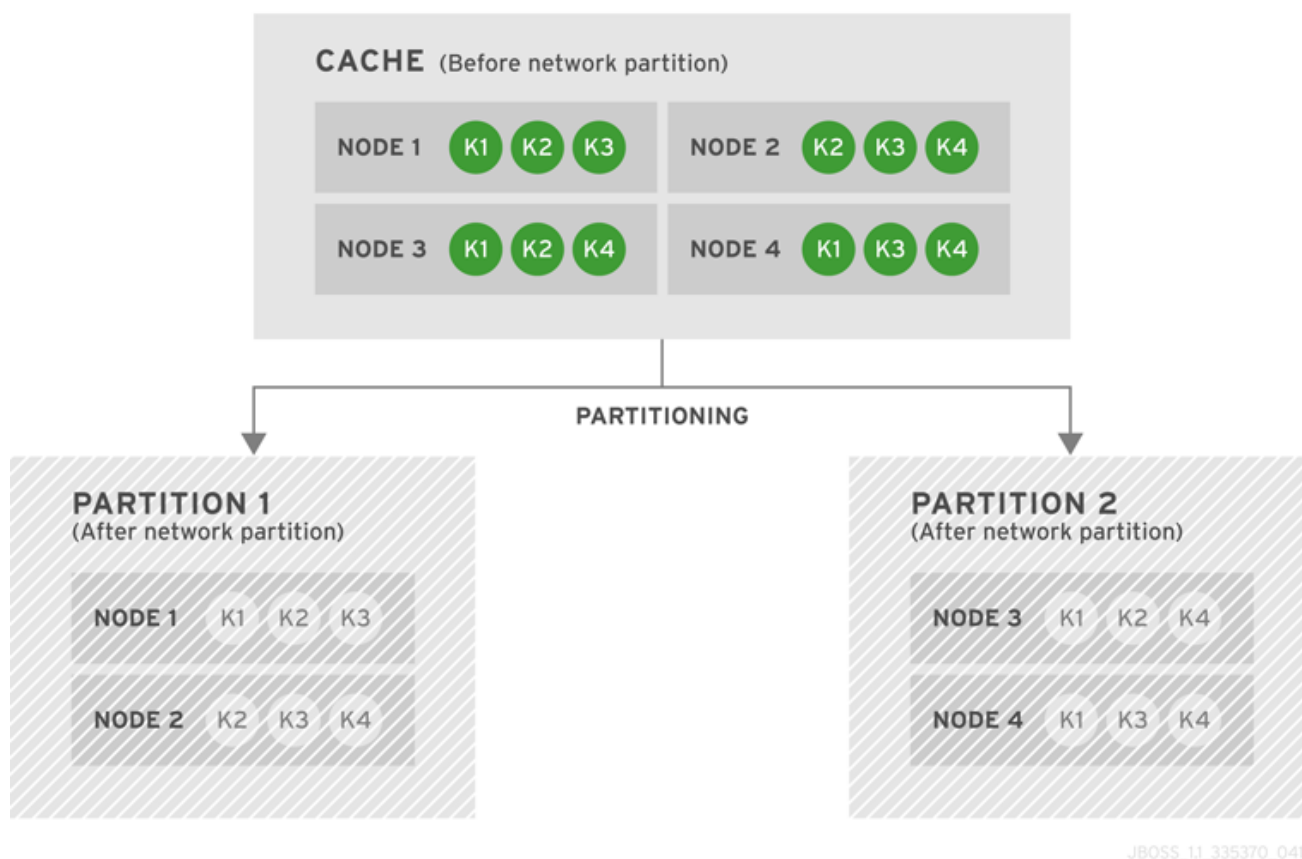 CACHE (Before network partition)
NODE 1 K1 K2 K3
NODE 2 K2 K3 K4
NODE 3 K1 K2 K4
NODE 4 K1 K3 K4
PARTITIONING
PARTITION 1
(After network partition)
NODE 1 K1 K2 K3
NODE 2 K2 K3 K4
PARTITION 2
(After network partition)
NODE 3 K1 K2 K4
NODE 4 K1 K3 K4
JBOSS 1.1 335370